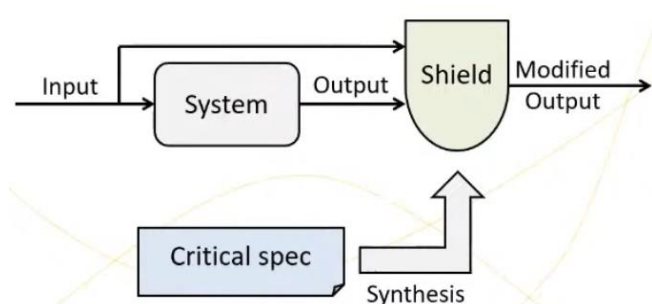 Input
System
Output
Shield
Modified
Output
Critical spec
Synthesis